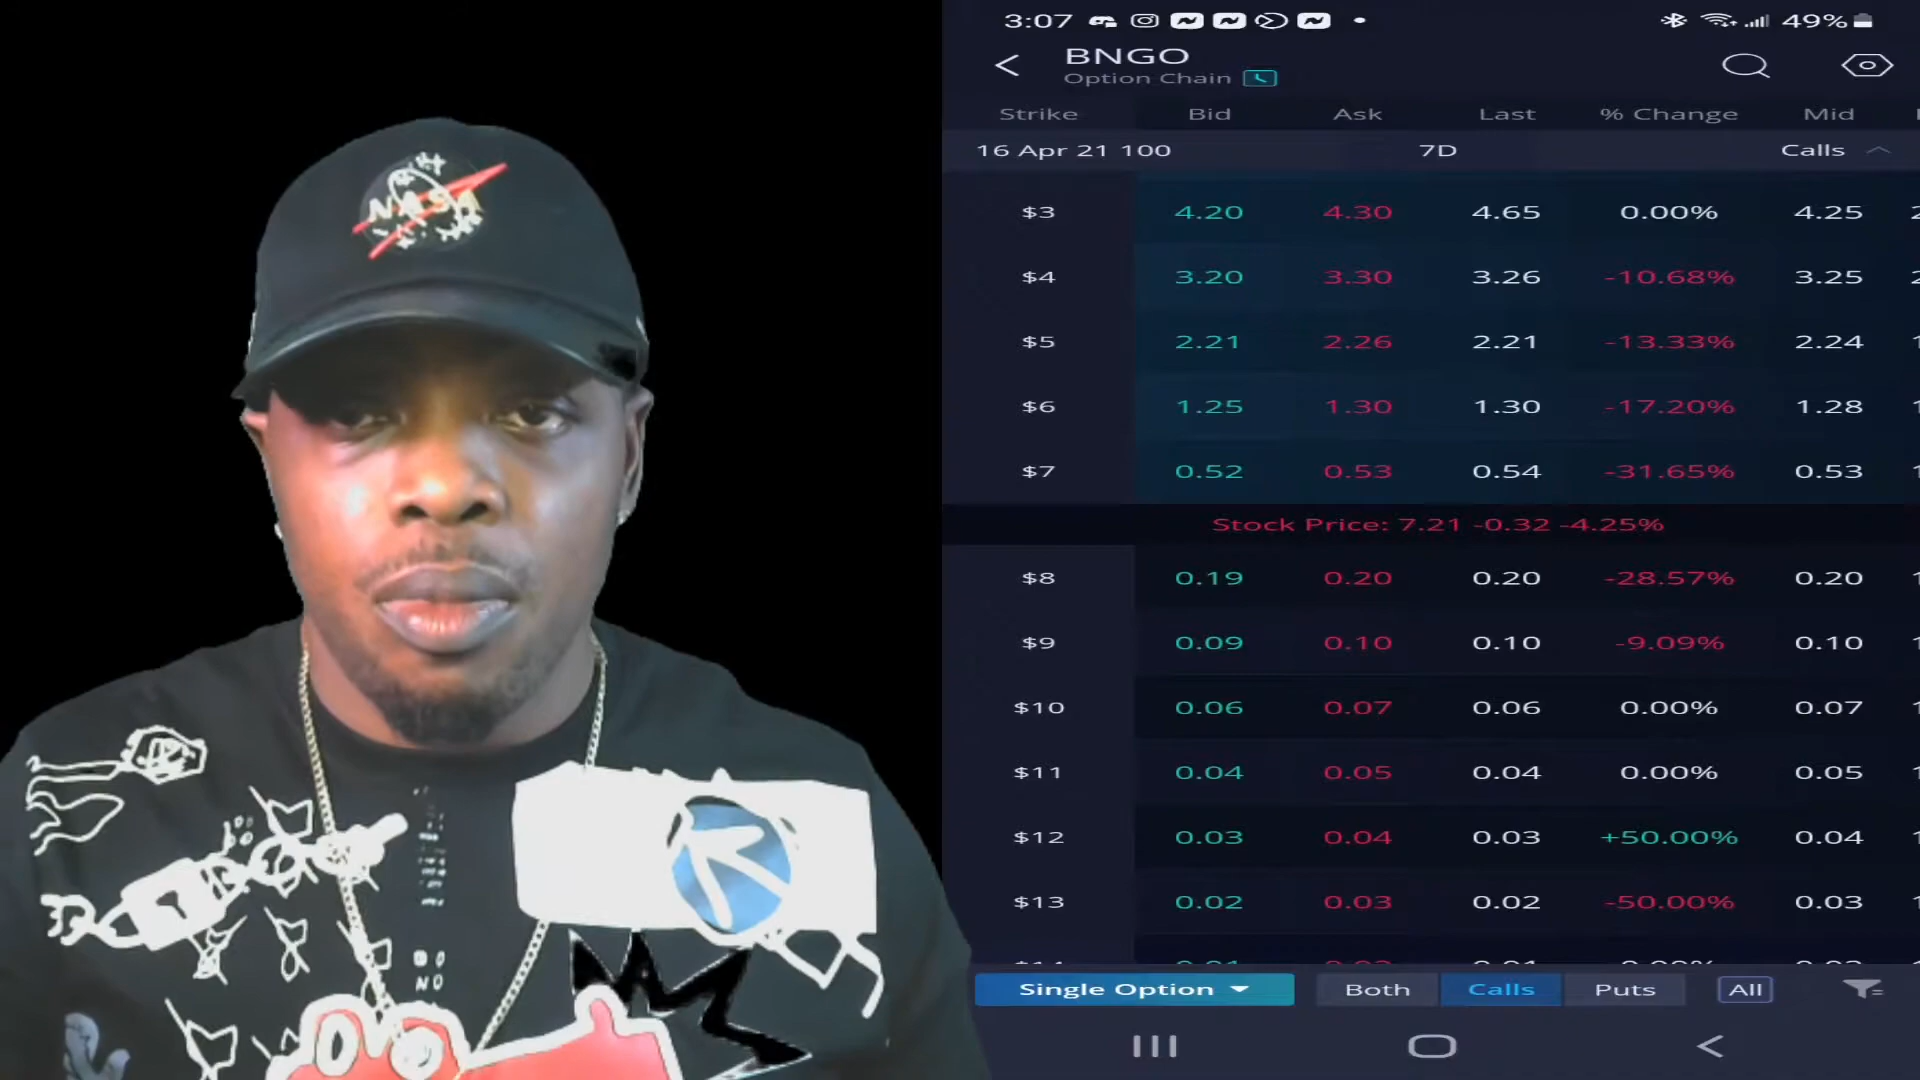 3:07 49%
BNGO
Option Chain
Strike Bid Ask Last % Change Mid
16 Apr 21 100 7D Calls
$3 4.20 4.30 4.65 0.00% 4.25
$4 3.20 3.30 3.26 -10.68% 3.25
$5 2.21 2.26 2.21 -13.33% 2.24
$6 1.25 1.30 1.30 -17.20% 1.28
$7 0.52 0.53 0.54 -31.65% 0.53
Stock Price: 7.21 -0.32 -4.25%
$8 0.19 0.20 0.20 -28.57% 0.20
$9 0.09 0.10 0.10 -9.09% 0.10
$10 0.06 0.07 0.06 0.00% 0.07
$11 0.04 0.05 0.04 0.00% 0.05
$12 0.03 0.04 0.03 +50.00% 0.04
$13 0.02 0.03 0.02 -50.00% 0.03
Single Option Both Calls Puts All
NASA
NO